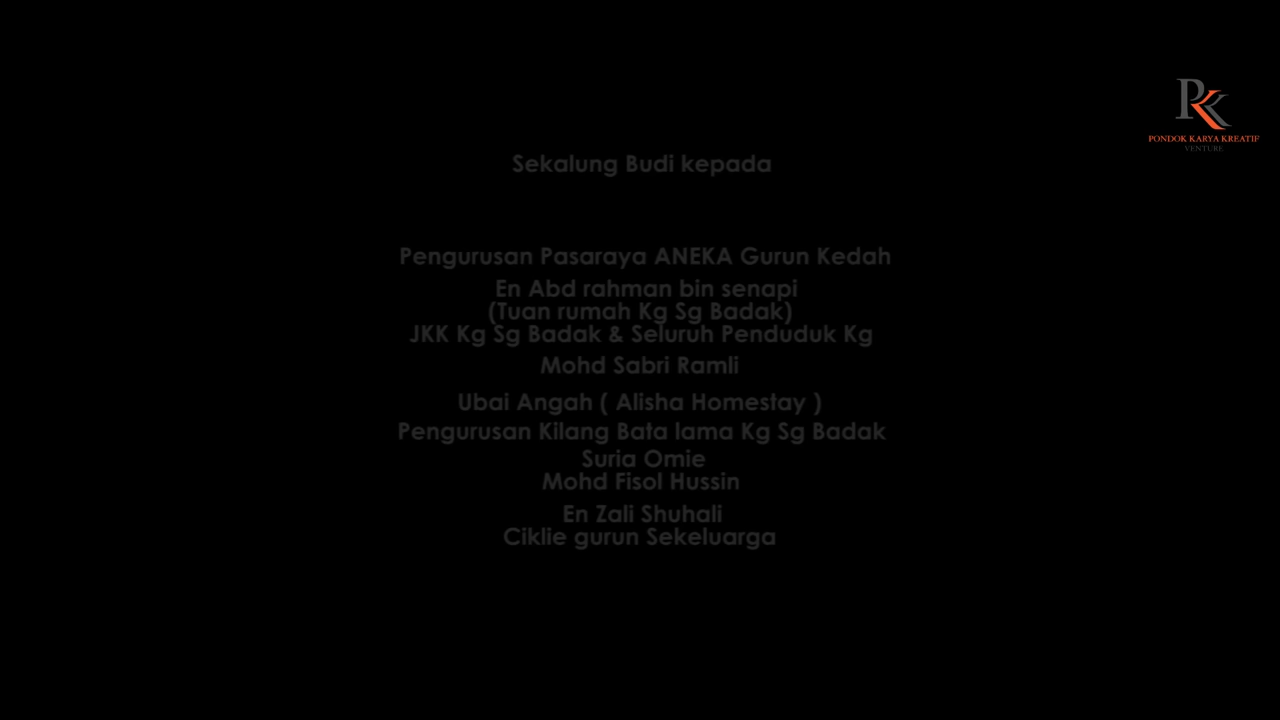 PK
PONDOK KARYA KREATIF
VENTURE
Sekalung Budi kepada
Pengurusan Pasaraya ANEKA Gurun Kedah
En Abd rahman bin senapi
(Tuan rumah Kg Sg Badak)
JKK Kg Sg Badak & Seluruh Penduduk Kg
Mohd Sabri Ramli
Ubai Angah ( Alisha Homestay )
Pengurusan Kilang Bata lama Kg Sg Badak
Suria Omie
Mohd Fisol Hussin
En Zali Shuhali
Ciklie gurun Sekeluarga